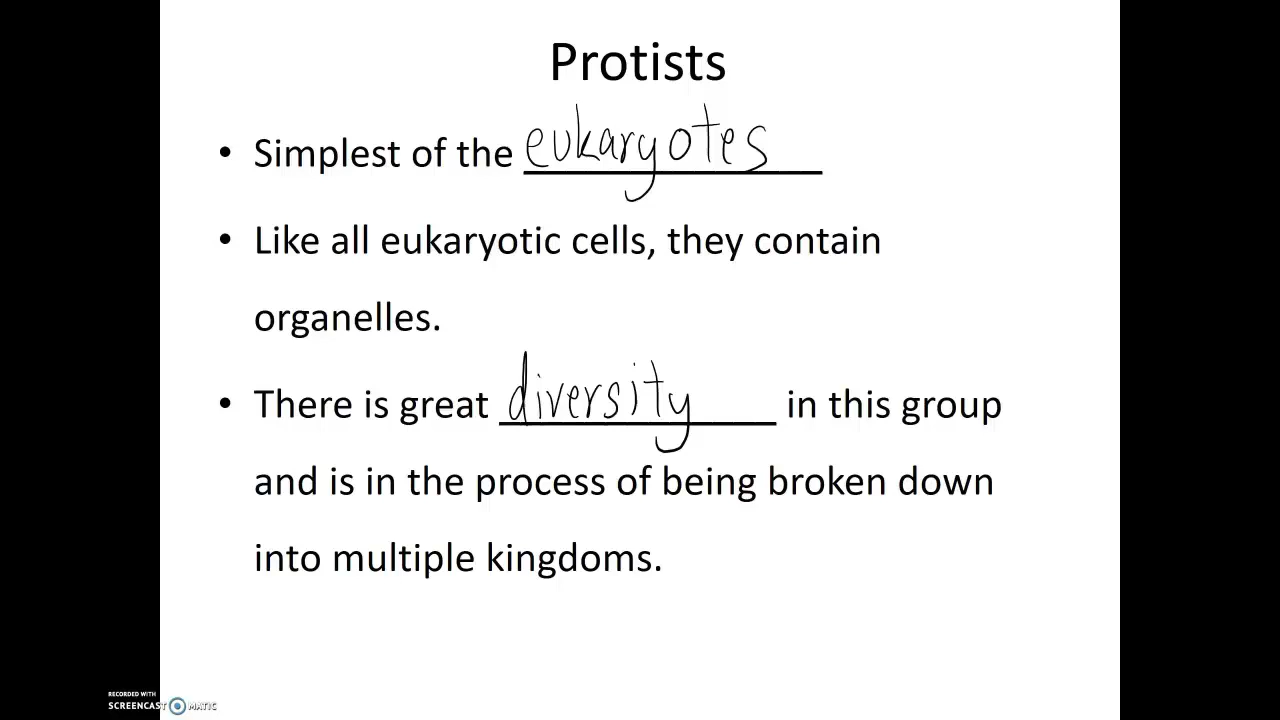 Protists
• Simplest of the eukaryotes
• Like all eukaryotic cells, they contain
organelles.
• There is great diversity in this group
and is in the process of being broken down
into multiple kingdoms.
RECORDED WITH
SCREENCAST MATIC